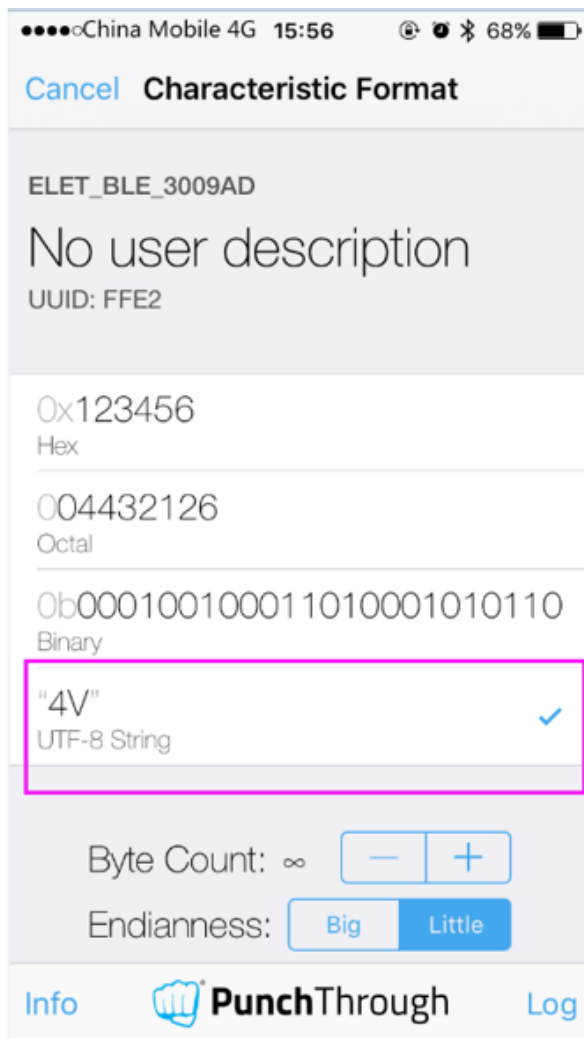 China Mobile 4G 15:56 68%
Cancel Characteristic Format
ELET_BLE_3009AD
No user description
UUID: FFE2
0x123456
Hex
004432126
Octal
0b000100100011010001010110
Binary
“4V”
UTF-8 String
Byte Count: ∞ — +
Endianness: Big Little
Info PunchThrough Log